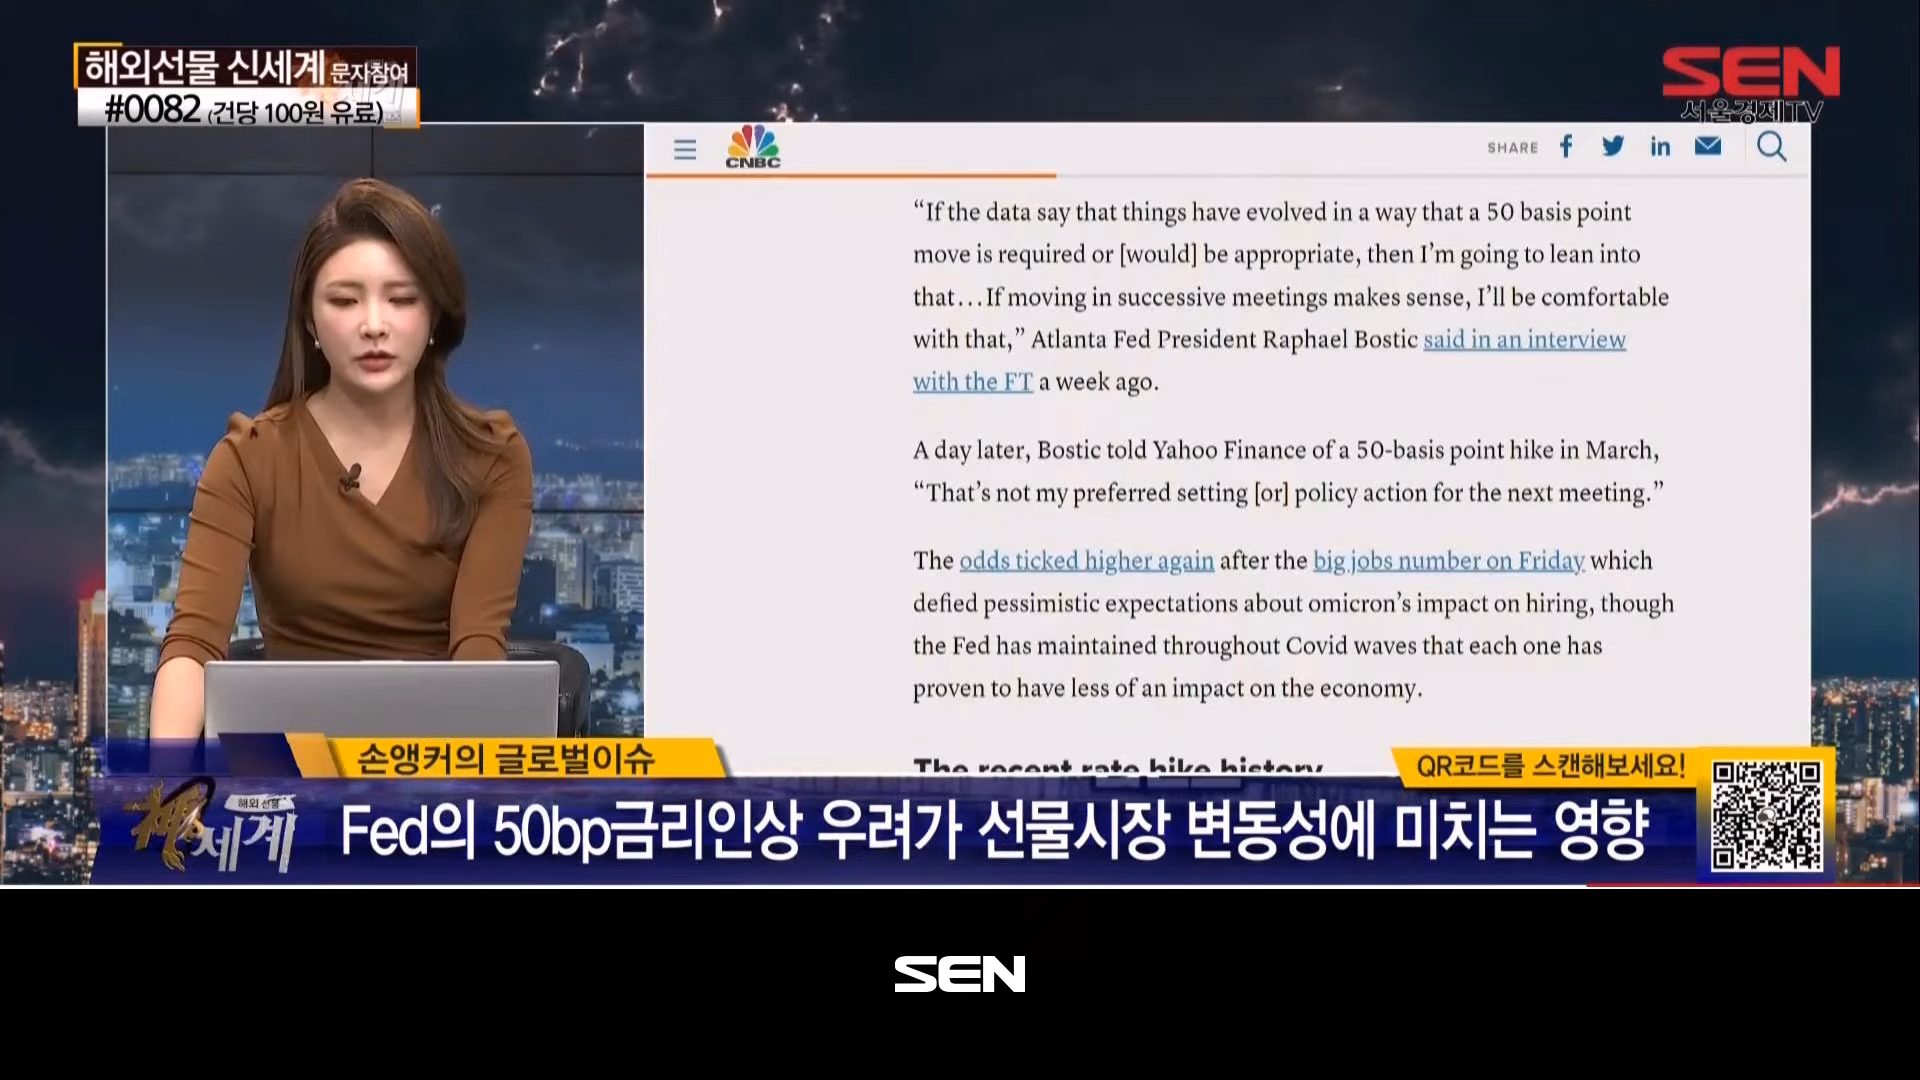 해외선물 신세계 문자참여
#0082 (건당 100원 유료)
SEN
서울경제TV
CNBC
SHARE
“If the data say that things have evolved in a way that a 50 basis point
move is required or [would] be appropriate, then I’m going to lean into
that…If moving in successive meetings makes sense, I’ll be comfortable
with that,” Atlanta Fed President Raphael Bostic said in an interview
with the FT a week ago.
A day later, Bostic told Yahoo Finance of a 50-basis point hike in March,
“That’s not my preferred setting [or] policy action for the next meeting.”
The odds ticked higher again after the big jobs number on Friday which
defied pessimistic expectations about omicron’s impact on hiring, though
the Fed has maintained throughout Covid waves that each one has
proven to have less of an impact on the economy.
The recent rate hike history
손앵커의 글로벌이슈
QR코드를 스캔해보세요!
해외선물
神세계
Fed의 50bp금리인상 우려가 선물시장 변동성에 미치는 영향
SEN